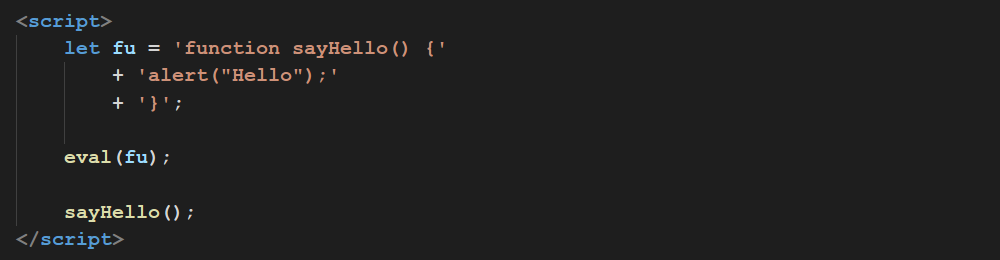 <script>
    let fu = 'function sayHello() {'
        + 'alert("Hello");'
        + '}';

    eval(fu);

    sayHello();
</script>